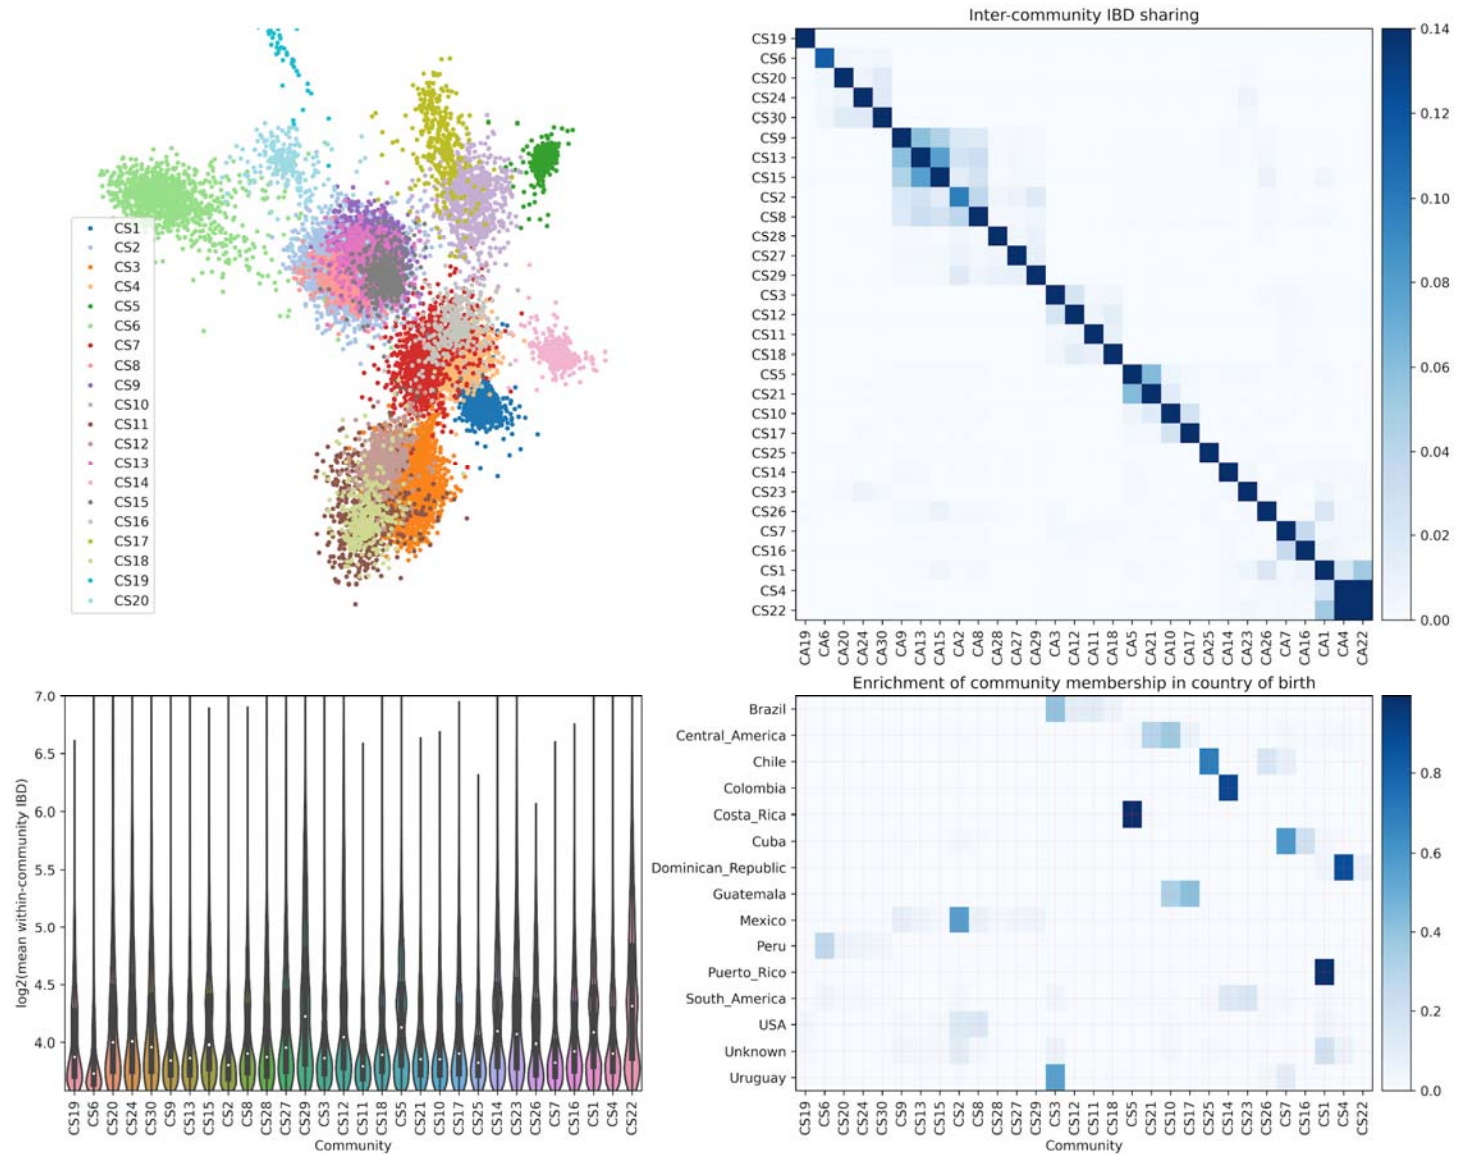 CS1
CS2
CS3
CS4
CS5
CS6
CS7
CS8
CS9
CS10
CS11
CS12
CS13
CS14
CS15
CS16
CS17
CS18
CS19
CS20
Inter-community IBD sharing
CS19
CS6
CS20
CS24
CS30
CS9
CS13
CS15
CS2
CS8
CS28
CS27
CS29
CS3
CS12
CS11
CS18
CS5
CS21
CS10
CS17
CS25
CS14
CS23
CS26
CS7
CS16
CS1
CS4
CS22
CA19 CA6 CA20 CA24 CA30 CA9 CA13 CA15 CA2 CA8 CA28 CA27 CA29 CA3 CA12 CA11 CA18 CA5 CA21 CA10 CA17 CA25 CA14 CA23 CA26 CA7 CA16 CA1 CA4 CA22
0.14
0.12
0.10
0.08
0.06
0.04
0.02
0.00
log2(mean within-community IBD)
7.0
6.5
6.0
5.5
5.0
4.5
4.0
CS19 CS6 CS20 CS24 CS30 CS9 CS13 CS15 CS2 CS8 CS28 CS27 CS29 CS3 CS12 CS11 CS18 CS5 CS21 CS10 CS17 CS25 CS14 CS23 CS26 CS7 CS16 CS1 CS4 CS22
Community
Enrichment of community membership in country of birth
Brazil
Central_America
Chile
Colombia
Costa_Rica
Cuba
Dominican_Republic
Guatemala
Mexico
Peru
Puerto_Rico
South_America
USA
Unknown
Uruguay
CS19 CS6 CS20 CS24 CS30 CS9 CS13 CS15 CS2 CS8 CS28 CS27 CS29 CS3 CS12 CS11 CS18 CS5 CS21 CS10 CS17 CS25 CS14 CS23 CS26 CS7 CS16 CS1 CS4 CS22
Community
0.8
0.6
0.4
0.2
0.0